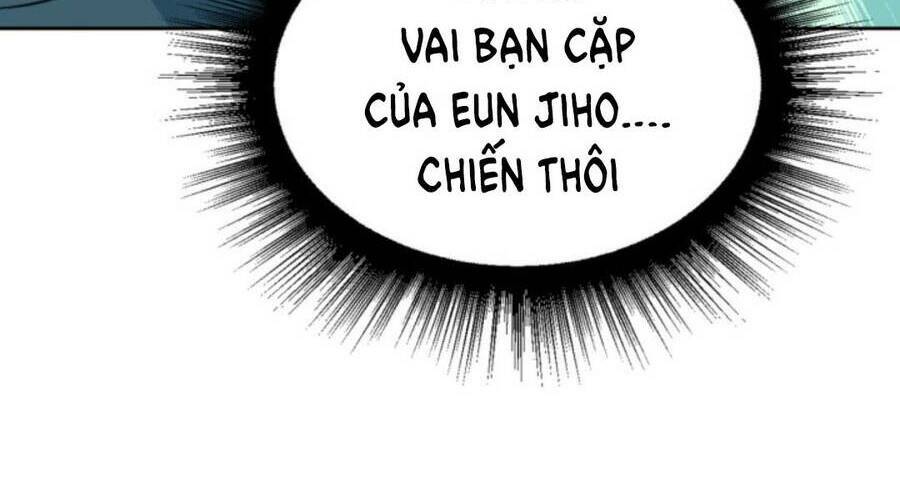 VAI BẠN CẶP
CỦA EUN JIHO....
CHIẾN THÔI